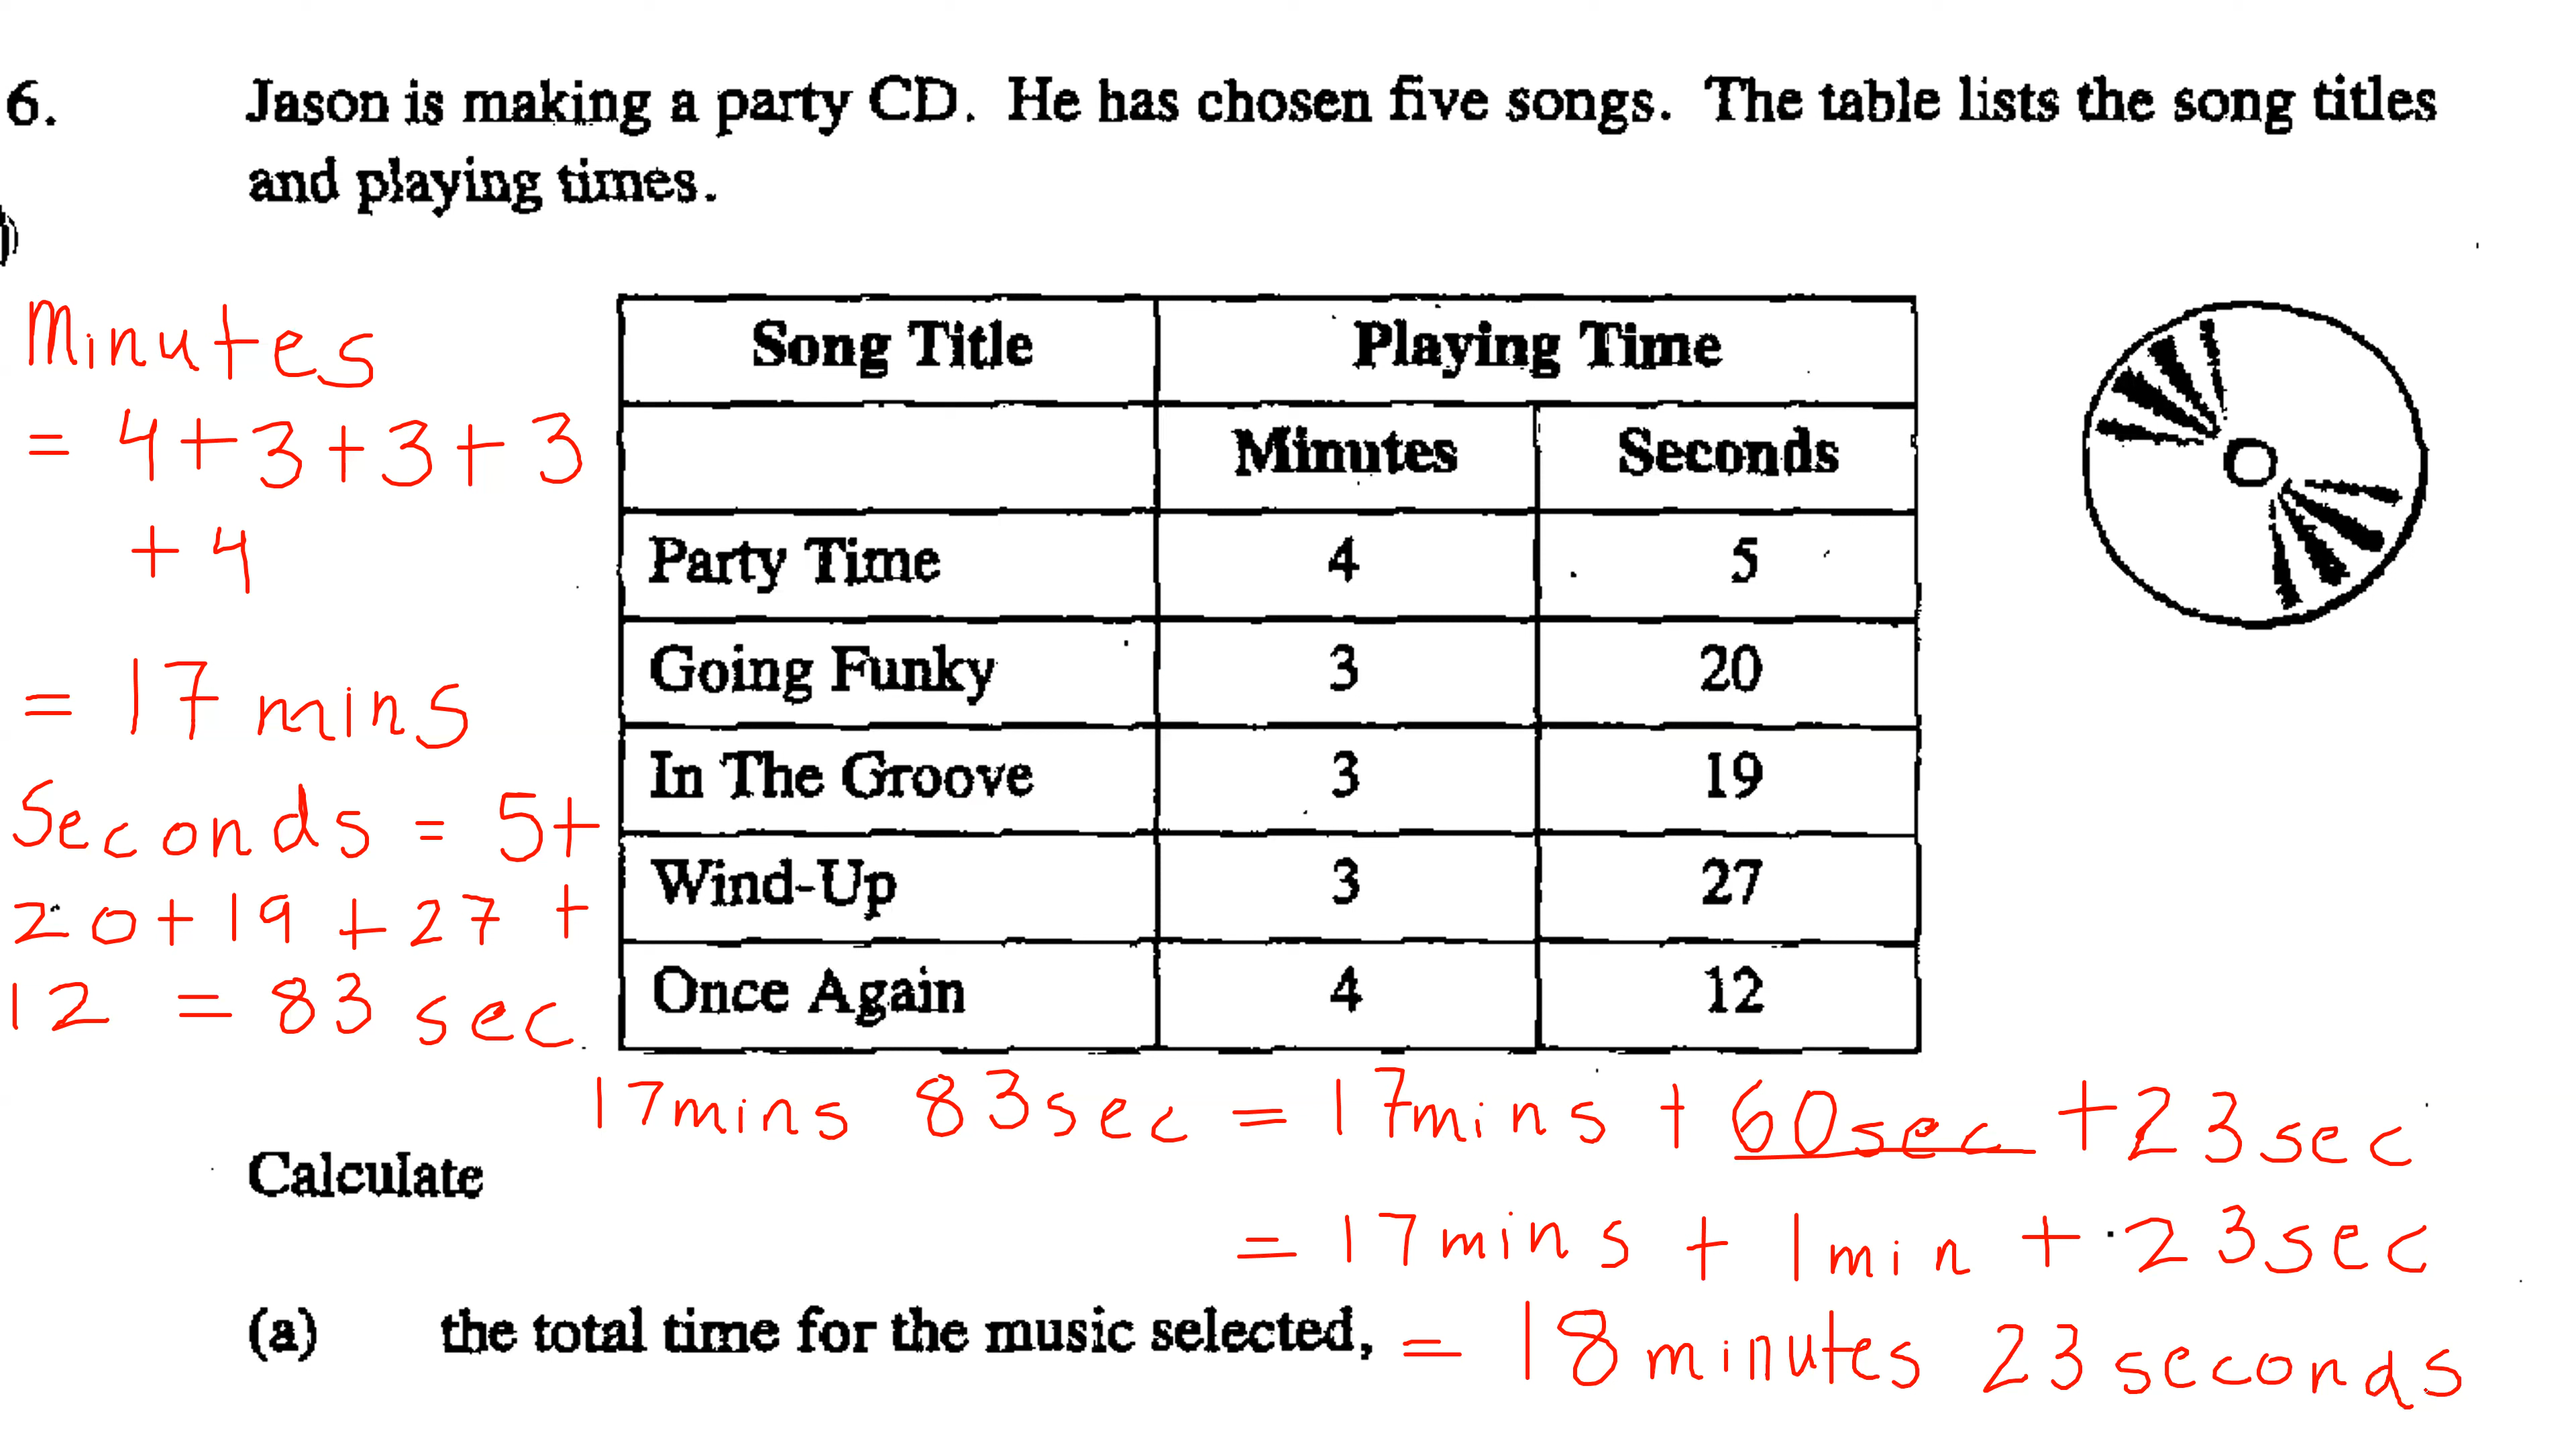 6. Jason is making a party CD. He has chosen five songs. The table lists the song titles
and playing times.
)
Minutes
= 4+3+3+3
+ 4
= 17 mins
Seconds = 5+
20+19+27+
12 = 83 sec
Song Title Playing Time
Minutes Seconds
Party Time 4 5
Going Funky 3 20
In The Groove 3 19
Wind-Up 3 27
Once Again 4 12
17mins 83sec = 17mins + 60sec +23sec
Calculate
= 17mins + 1min + 23sec
(a) the total time for the music selected, = 18minutes 23seconds